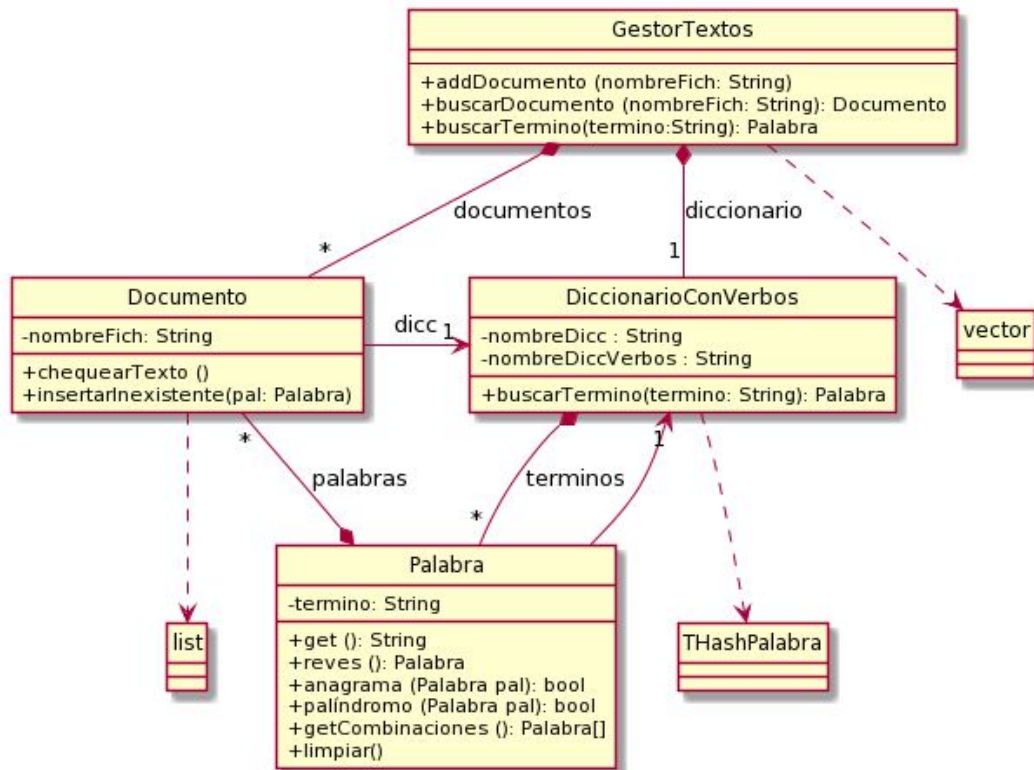 GestorTextos
+addDocumento (nombreFich: String)
+buscarDocumento (nombreFich: String): Documento
+buscarTermino(termino:String): Palabra
documentos
diccionario
*
1
Documento
-nombreFich: String
+chequearTexto ()
+insertarInexistente(pal: Palabra)
dicc
1
DiccionarioConVerbos
-nombreDicc : String
-nombreDiccVerbos : String
+buscarTermino(termino: String): Palabra
vector
*
palabras
terminos
1
*
Palabra
-termino: String
+get (): String
+reves (): Palabra
+anagrama (Palabra pal): bool
+palíndromo (Palabra pal): bool
+getCombinaciones (): Palabra[]
+limpiar()
list
THashPalabra